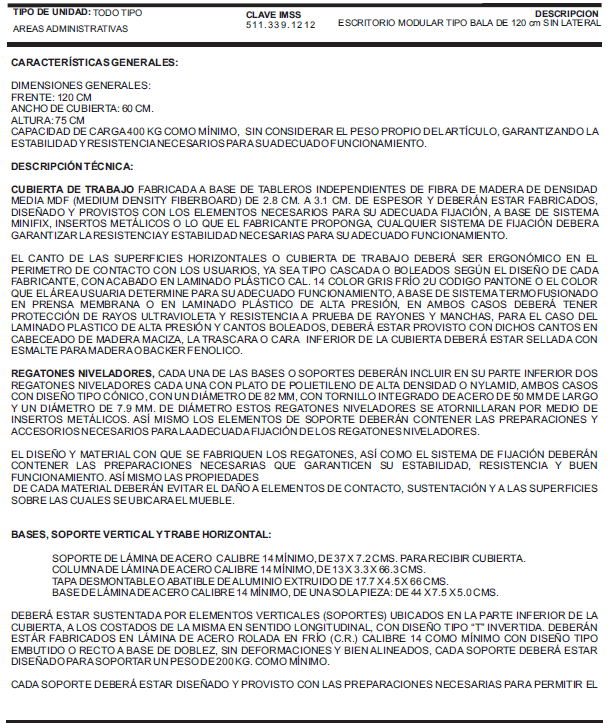 TIPO DE UNIDAD: TODO TIPO
AREAS ADMINISTRATIVAS
CLAVE IMSS
511.339.1212
DESCRIPCION
ESCRITORIO MODULAR TIPO BALA DE 120 cm SIN LATERAL
CARACTERÍSTICAS GENERALES:
DIMENSIONES GENERALES:
FRENTE: 120 CM
ANCHO DE CUBIERTA: 60 CM.
ALTURA: 75 CM
CAPACIDAD DE CARGA 400 KG COMO MÍNIMO, SIN CONSIDERAR EL PESO PROPIO DEL ARTÍCULO, GARANTIZANDO LA
ESTABILIDAD Y RESISTENCIA NECESARIOS PARA SU ADECUADO FUNCIONAMIENTO.
DESCRIPCIÓN TÉCNICA:
CUBIERTA DE TRABAJO FABRICADA A BASE DE TABLEROS INDEPENDIENTES DE FIBRA DE MADERA DE DENSIDAD
MEDIA MDF (MEDIUM DENSITY FIBERBOARD) DE 2.8 CM. A 3.1 CM. DE ESPESOR Y DEBERÁN ESTAR FABRICADOS,
DISEÑADO Y PROVISTOS CON LOS ELEMENTOS NECESARIOS PARA SU ADECUADA FIJACIÓN, A BASE DE SISTEMA
MINIFIX, INSERTOS METÁLICOS O LO QUE EL FABRICANTE PROPONGA, CUALQUIER SISTEMA DE FIJACIÓN DEBERA
GARANTIZAR LA RESISTENCIA Y ESTABILIDAD NECESARIAS PARA SU ADECUADO FUNCIONAMIENTO.
EL CANTO DE LAS SUPERFICIES HORIZONTALES O CUBIERTA DE TRABAJO DEBERÁ SER ERGONÓMICO EN EL
PERIMETRO DE CONTACTO CON LOS USUARIOS, YA SEA TIPO CASCADA O BOLEADOS SEGÚN EL DISEÑO DE CADA
FABRICANTE, CON ACABADO EN LAMINADO PLÁSTICO CAL. 14 COLOR GRIS FRÍO 2U CODIGO PANTONE O EL COLOR
QUE EL ÁREA USUARIA DETERMINE PARA SU ADECUADO FUNCIONAMIENTO, A BASE DE SISTEMA TERMOFUSIONADO
EN PRENSA MEMBRANA O EN LAMINADO PLÁSTICO DE ALTA PRESIÓN, EN AMBOS CASOS DEBERÁ TENER
PROTECCIÓN DE RAYOS ULTRAVIOLETA Y RESISTENCIA A PRUEBA DE RAYONES Y MANCHAS, PARA EL CASO DEL
LAMINADO PLASTICO DE ALTA PRESIÓN Y CANTOS BOLEADOS, DEBERÁ ESTAR PROVISTO CON DICHOS CANTOS EN
CABECEADO DE MADERA MACIZA, LA TRASCARA O CARA INFERIOR DE LA CUBIERTA DEBERÁ ESTAR SELLADA CON
ESMALTE PARA MADERA O BACKER FENOLICO.
REGATONES NIVELADORES, CADA UNA DE LAS BASES O SOPORTES DEBERÁN INCLUIR EN SU PARTE INFERIOR DOS
REGATONES NIVELADORES CADA UNA CON PLATO DE POLIETILENO DE ALTA DENSIDAD O NYLAMID, AMBOS CASOS
CON DISEÑO TIPO CÓNICO, CON UN DIÁMETRO DE 82 MM, CON TORNILLO INTEGRADO DE ACERO DE 50 MM DE LARGO
Y UN DIÁMETRO DE 7.9 MM. DE DIÁMETRO ESTOS REGATONES NIVELADORES SE ATORNILLARAN POR MEDIO DE
INSERTOS METÁLICOS. ASÍ MISMO LOS ELEMENTOS DE SOPORTE DEBERÁN CONTENER LAS PREPARACIONES Y
ACCESORIOS NECESARIOS PARA LA ADECUADA FIJACIÓN DE LOS REGATONES NIVELADORES.
EL DISEÑO Y MATERIAL CON QUE SE FABRIQUEN LOS REGATONES, ASÍ COMO EL SISTEMA DE FIJACIÓN DEBERÁN
CONTENER LAS PREPARACIONES NECESARIAS QUE GARANTICEN SU ESTABILIDAD, RESISTENCIA Y BUEN
FUNCIONAMIENTO. ASÍ MISMO LAS PROPIEDADES
DE CADA MATERIAL DEBERÁN EVITAR EL DAÑO A ELEMENTOS DE CONTACTO, SUSTENTACIÓN Y A LAS SUPERFICIES
SOBRE LAS CUALES SE UBICARA EL MUEBLE.
BASES, SOPORTE VERTICAL Y TRABE HORIZONTAL:
SOPORTE DE LÁMINA DE ACERO CALIBRE 14 MÍNIMO, DE 37 X 7.2 CMS. PARA RECIBIR CUBIERTA.
COLUMNA DE LÁMINA DE ACERO CALIBRE 14 MÍNIMO, DE 13 X 3.3 X 66.3 CMS.
TAPA DESMONTABLE O ABATIBLE DE ALUMINIO EXTRUIDO DE 17.7 X 4.5 X 66 CMS.
BASE DE LÁMINA DE ACERO CALIBRE 14 MÍNIMO, DE UNA SOLA PIEZA: DE 44 X 7.5 X 5.0 CMS.
DEBERÁ ESTAR SUSTENTADA POR ELEMENTOS VERTICALES (SOPORTES) UBICADOS EN LA PARTE INFERIOR DE LA
CUBIERTA, A LOS COSTADOS DE LA MISMA EN SENTIDO LONGITUDINAL, CON DISEÑO TIPO “T” INVERTIDA. DEBERÁN
ESTÁR FABRICADOS EN LÁMINA DE ACERO ROLADA EN FRÍO (C.R.) CALIBRE 14 COMO MÍNIMO CON DISEÑO TIPO
EMBUTIDO O RECTO A BASE DE DOBLEZ, SIN DEFORMACIONES Y BIEN ALINEADOS, CADA SOPORTE DEBERÁ ESTAR
DISEÑADO PARA SOPORTAR UN PESO DE 200 KG. COMO MÍNIMO.
CADA SOPORTE DEBERÁ ESTAR DISEÑADO Y PROVISTO CON LAS PREPARACIONES NECESARIAS PARA PERMITIR EL